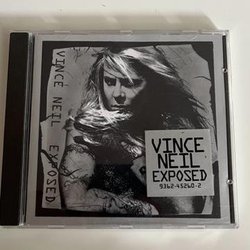 VINCE NEIL EXPOSED
VINCE
NEIL
EXPOSED
9362-45260-2